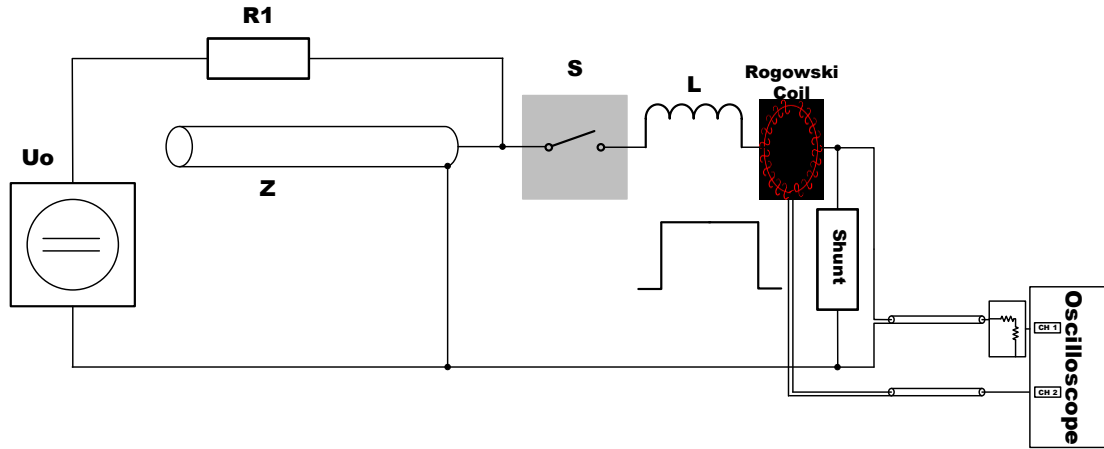 R1
S
Rogowski
Coil
L
Uo
Z
Shunt
Oscilloscope
CH 1
CH 2